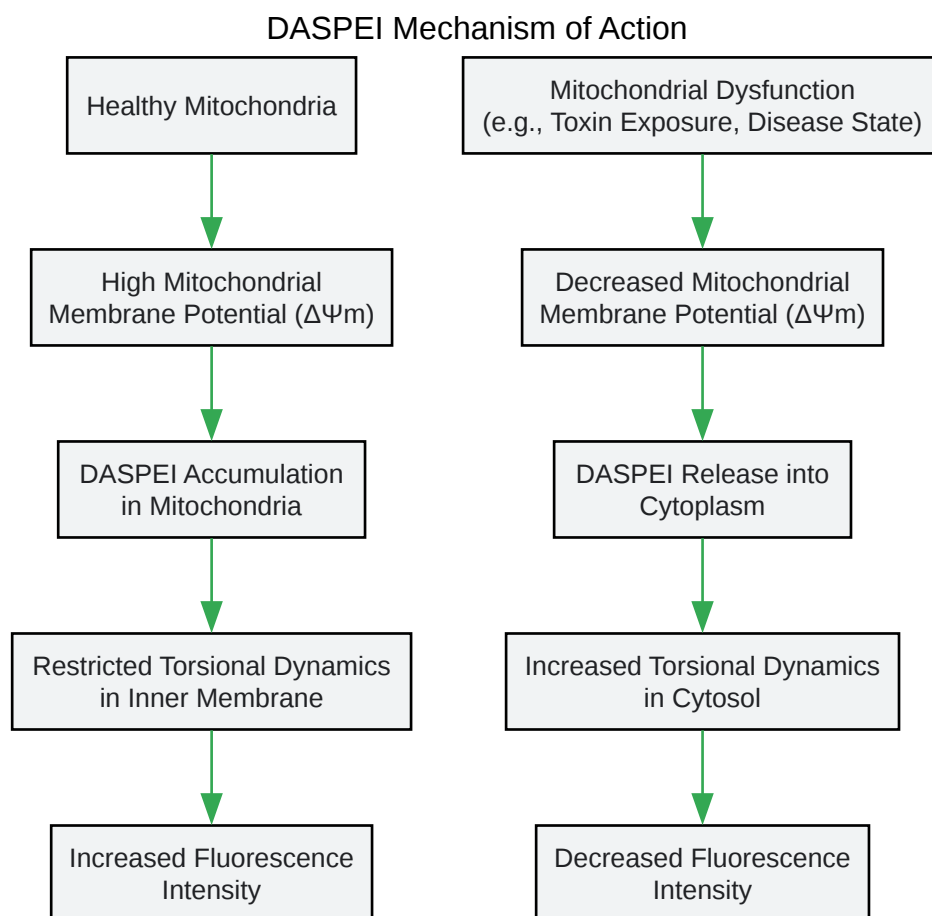 DASPEI Mechanism of Action
Healthy Mitochondria
High Mitochondrial
Membrane Potential (ΔΨm)
DASPEI Accumulation
in Mitochondria
Restricted Torsional Dynamics
in Inner Membrane
Increased Fluorescence
Intensity
Mitochondrial Dysfunction
(e.g., Toxin Exposure, Disease State)
Decreased Mitochondrial
Membrane Potential (ΔΨm)
DASPEI Release into
Cytoplasm
Increased Torsional Dynamics
in Cytosol
Decreased Fluorescence
Intensity